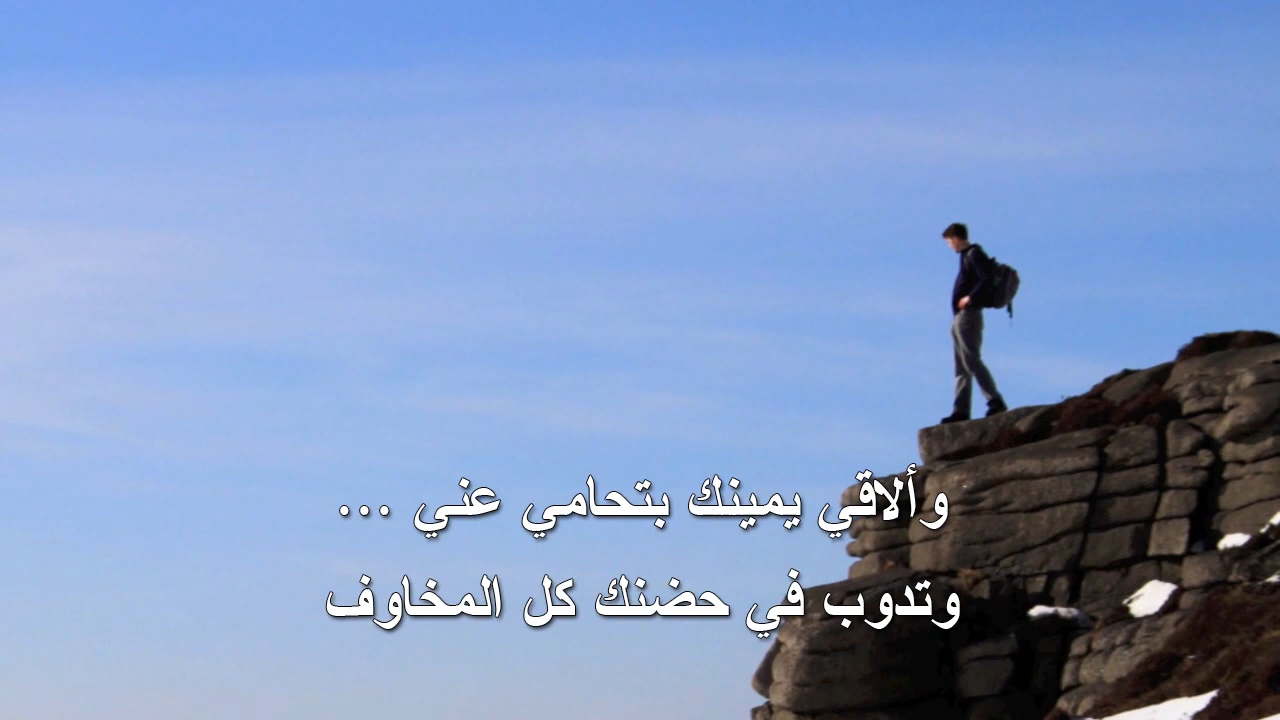 وألاقي يمينك بتحامي عني ...
وتدوب في حضنك كل المخاوف